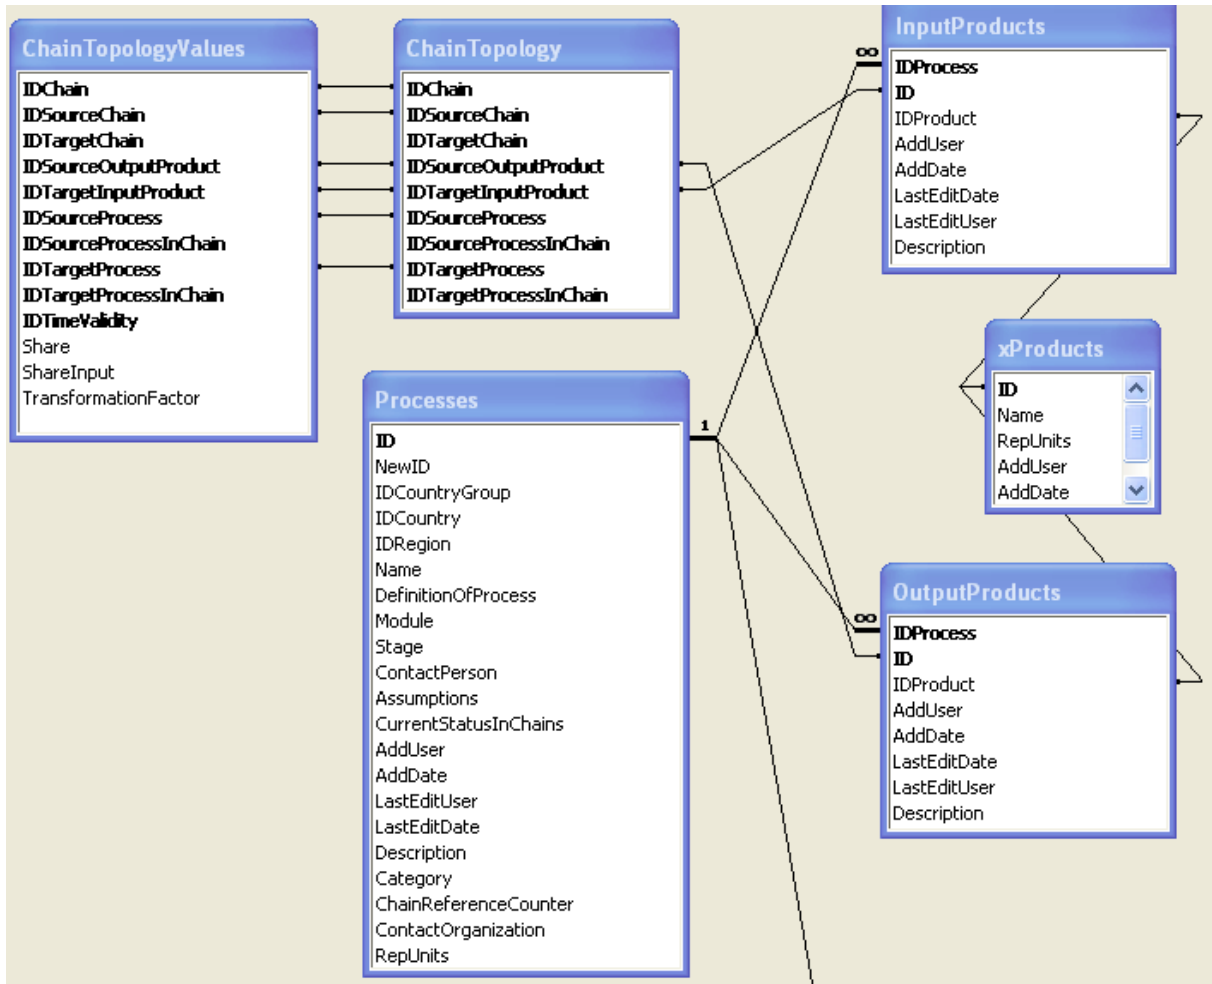 ChainTopologyValues
IDChain
IDSourceChain
IDTargetChain
IDSourceOutputProduct
IDTargetInputProduct
IDSourceProcess
IDSourceProcessInChain
IDTargetProcess
IDTargetProcessInChain
IDTimeValidity
Share
ShareInput
TransformationFactor
ChainTopology
IDChain
IDSourceChain
IDTargetChain
IDSourceOutputProduct
IDTargetInputProduct
IDSourceProcess
IDSourceProcessInChain
IDTargetProcess
IDTargetProcessInChain
InputProducts
∞
IDProcess
ID
IDProduct
AddUser
AddDate
LastEditDate
LastEditUser
Description
xProducts
ID
Name
RepUnits
AddUser
AddDate
Processes
1
ID
NewID
IDCountryGroup
IDCountry
IDRegion
Name
DefinitionOfProcess
Module
Stage
ContactPerson
Assumptions
CurrentStatusInChains
AddUser
AddDate
LastEditUser
LastEditDate
Description
Category
ChainReferenceCounter
ContactOrganization
RepUnits
OutputProducts
∞
IDProcess
ID
IDProduct
AddUser
AddDate
LastEditDate
LastEditUser
Description